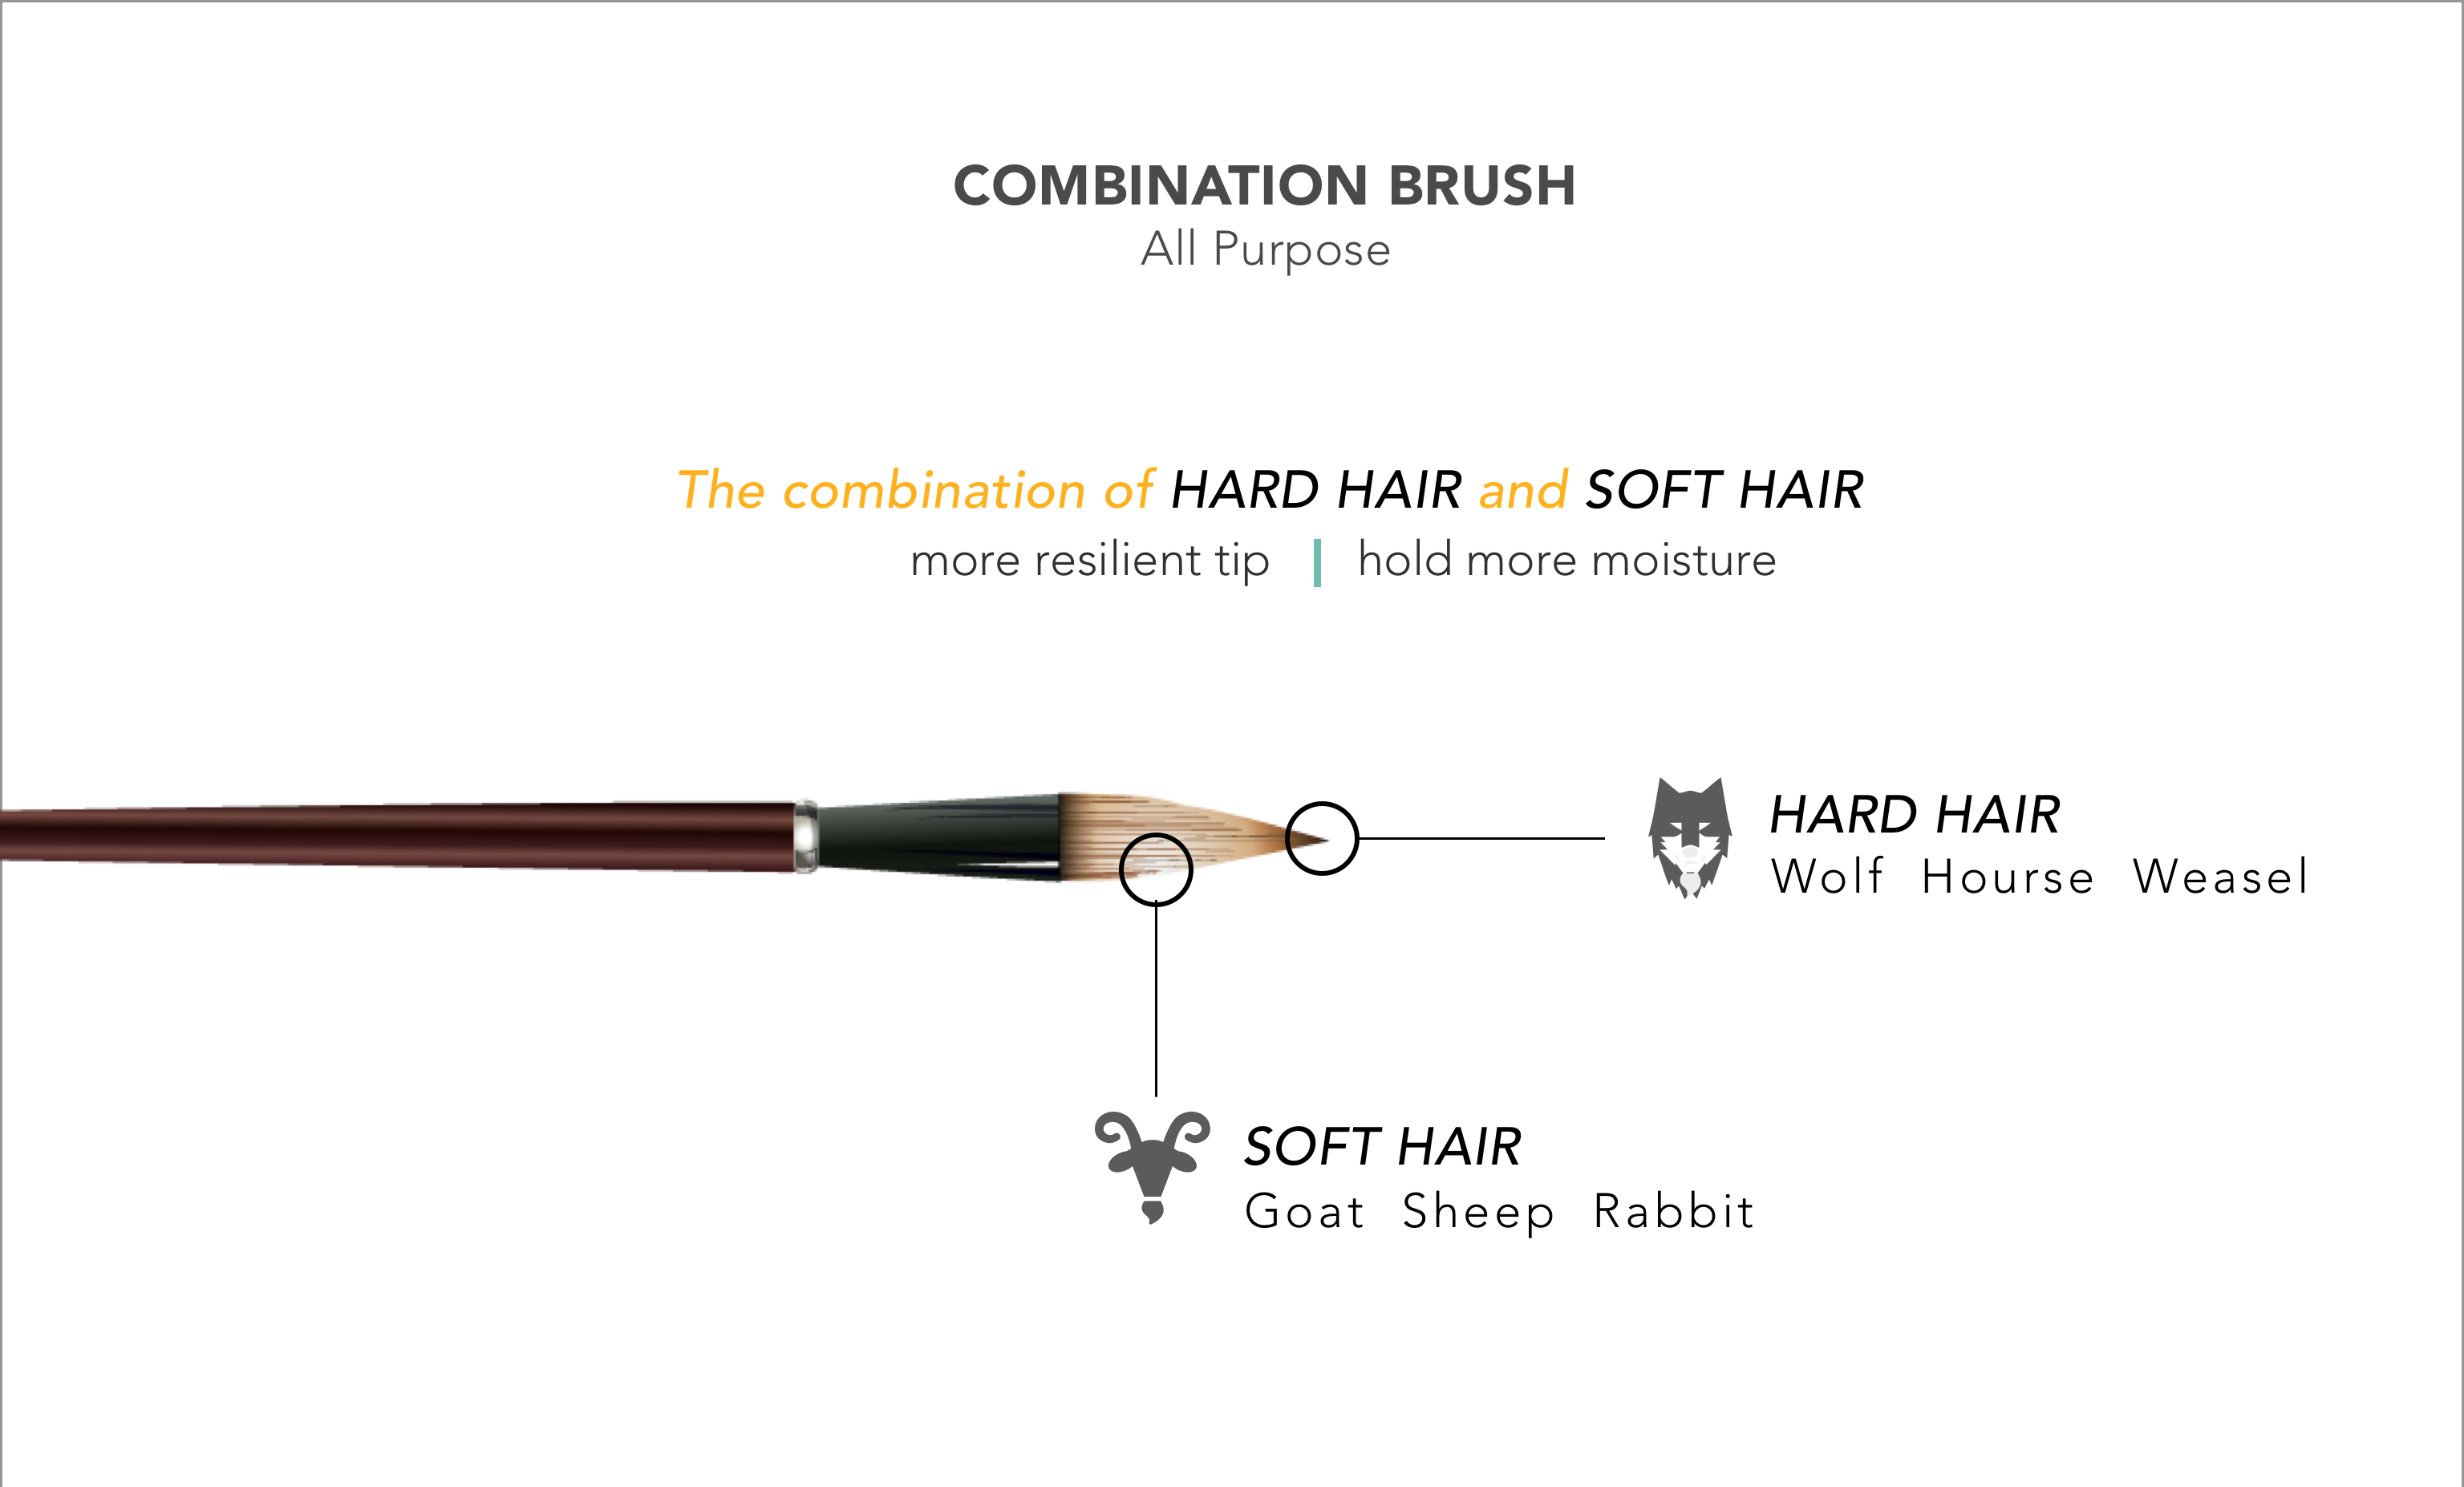 COMBINATION BRUSH
All Purpose
The combination of HARD HAIR and SOFT HAIR
more resilient tip | hold more moisture
HARD HAIR
Wolf Hourse Weasel
SOFT HAIR
Goat Sheep Rabbit